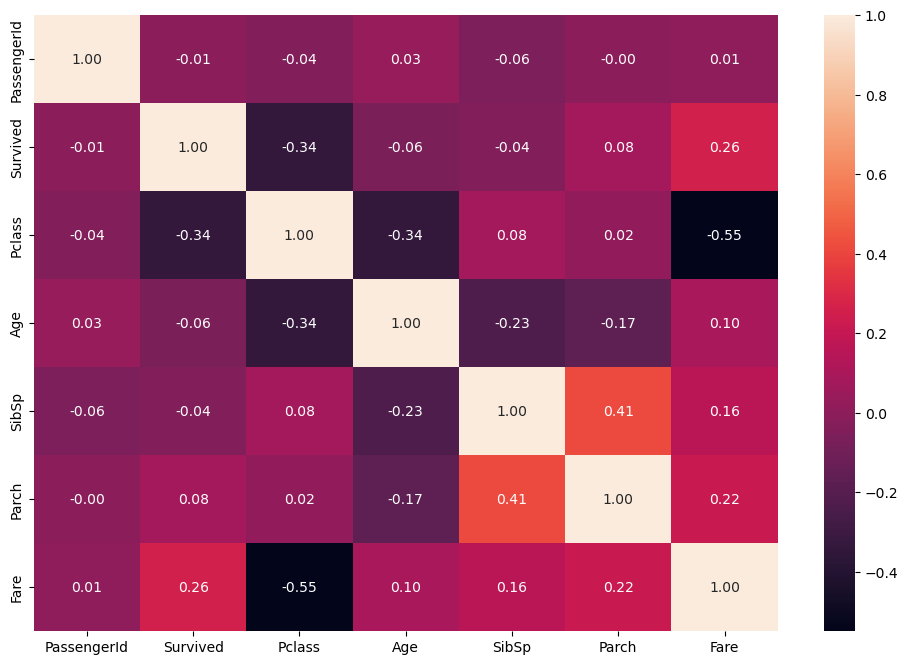 PassengerId 1.00 -0.01 -0.04 0.03 -0.06 -0.00 0.01
Survived -0.01 1.00 -0.34 -0.06 -0.04 0.08 0.26
Pclass -0.04 -0.34 1.00 -0.34 0.08 0.02 -0.55
Age 0.03 -0.06 -0.34 1.00 -0.23 -0.17 0.10
SibSp -0.06 -0.04 0.08 -0.23 1.00 0.41 0.16
Parch -0.00 0.08 0.02 -0.17 0.41 1.00 0.22
Fare 0.01 0.26 -0.55 0.10 0.16 0.22 1.00
PassengerId Survived Pclass Age SibSp Parch Fare
1.0
0.8
0.6
0.4
0.2
0.0
−0.2
−0.4